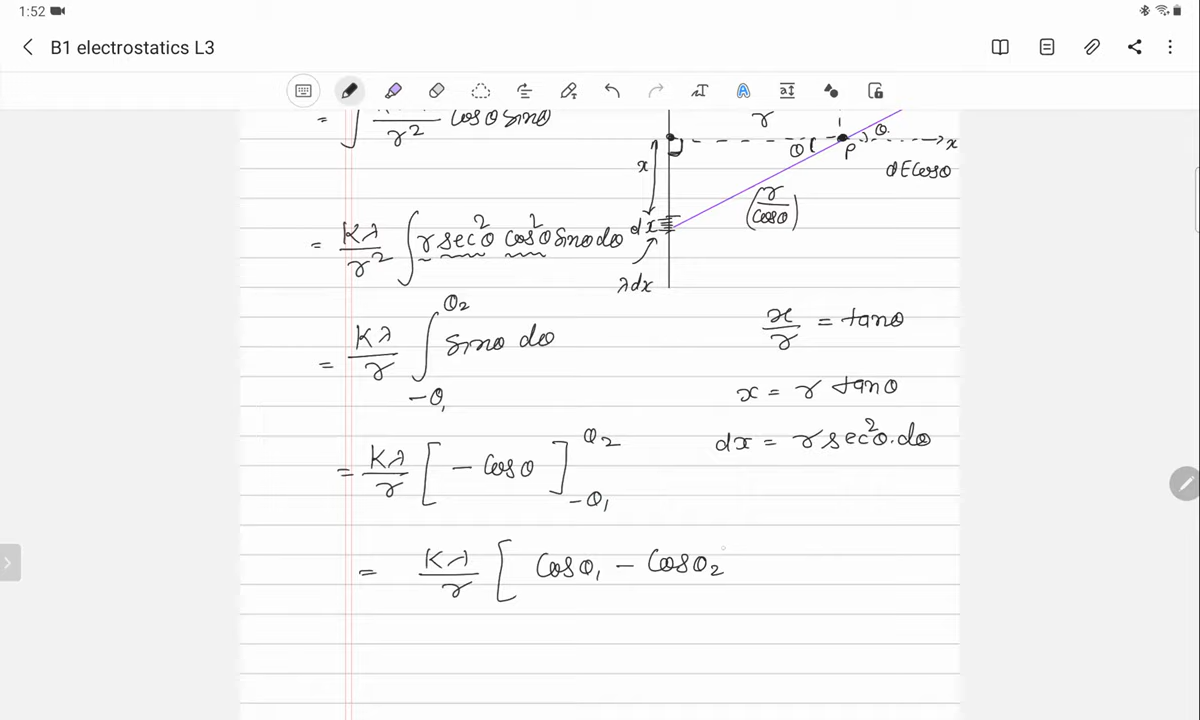 1:52
B1 electrostatics L3
= ∫ r² cosθ sinθ
r
θ
θ
P
x
dE cosθ
x
(r/cosθ)
dx
λdx
= Kλ/r² ∫ r sec²θ cos²θ sinθ dθ
= Kλ/r ∫_{-θ₁}^{θ₂} sinθ dθ
x/r = tanθ
x = r tanθ
dx = r sec²θ.dθ
= Kλ/r [ - cosθ ]_{-θ₁}^{θ₂}
= Kλ/r [ cosθ₁ - cosθ₂